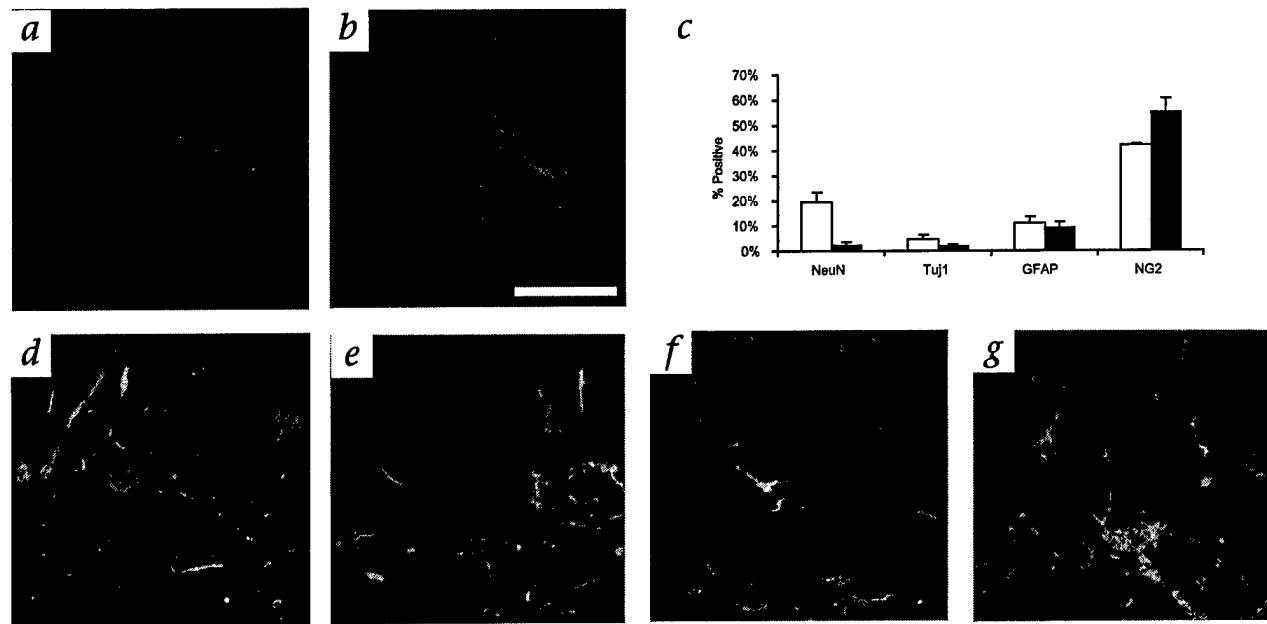 a
b
c
70%
60%
50%
40%
30%
20%
10%
0%
% Positive
NeuN
Tuj1
GFAP
NG2
d
e
f
g